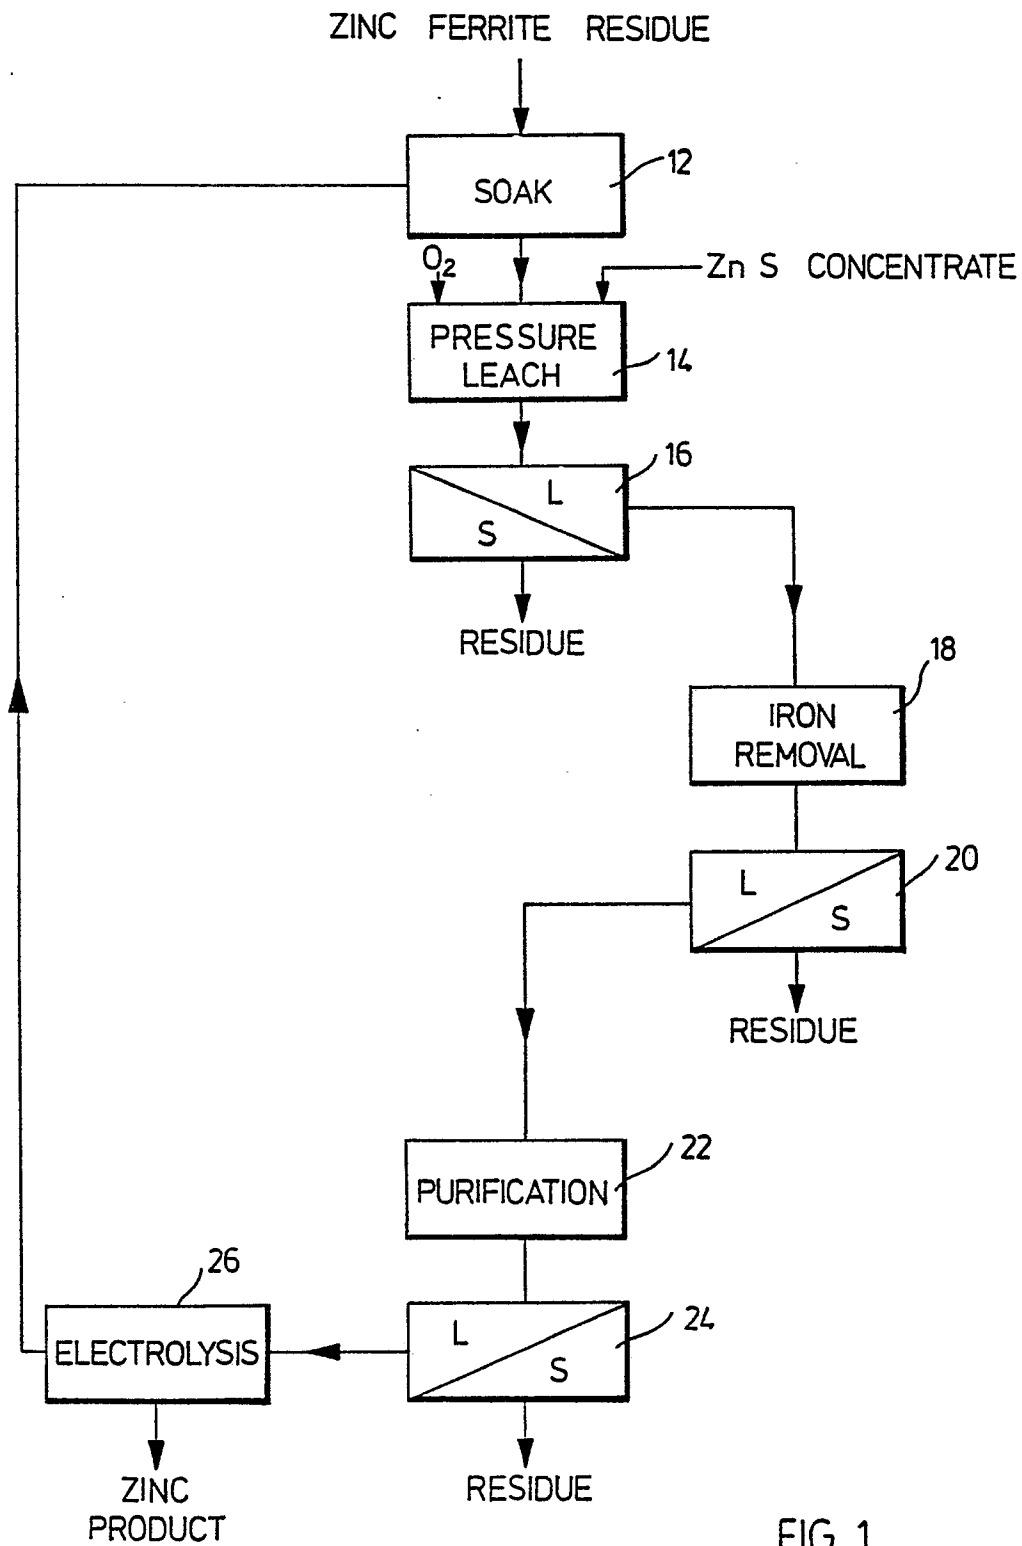 ZINC FERRITE RESIDUE
12
SOAK
O2
Zn S CONCENTRATE
PRESSURE
LEACH
14
16
L
S
RESIDUE
18
IRON
REMOVAL
20
L
S
RESIDUE
22
PURIFICATION
26
24
L
ELECTROLYSIS
S
ZINC
PRODUCT
RESIDUE
FIG. 1